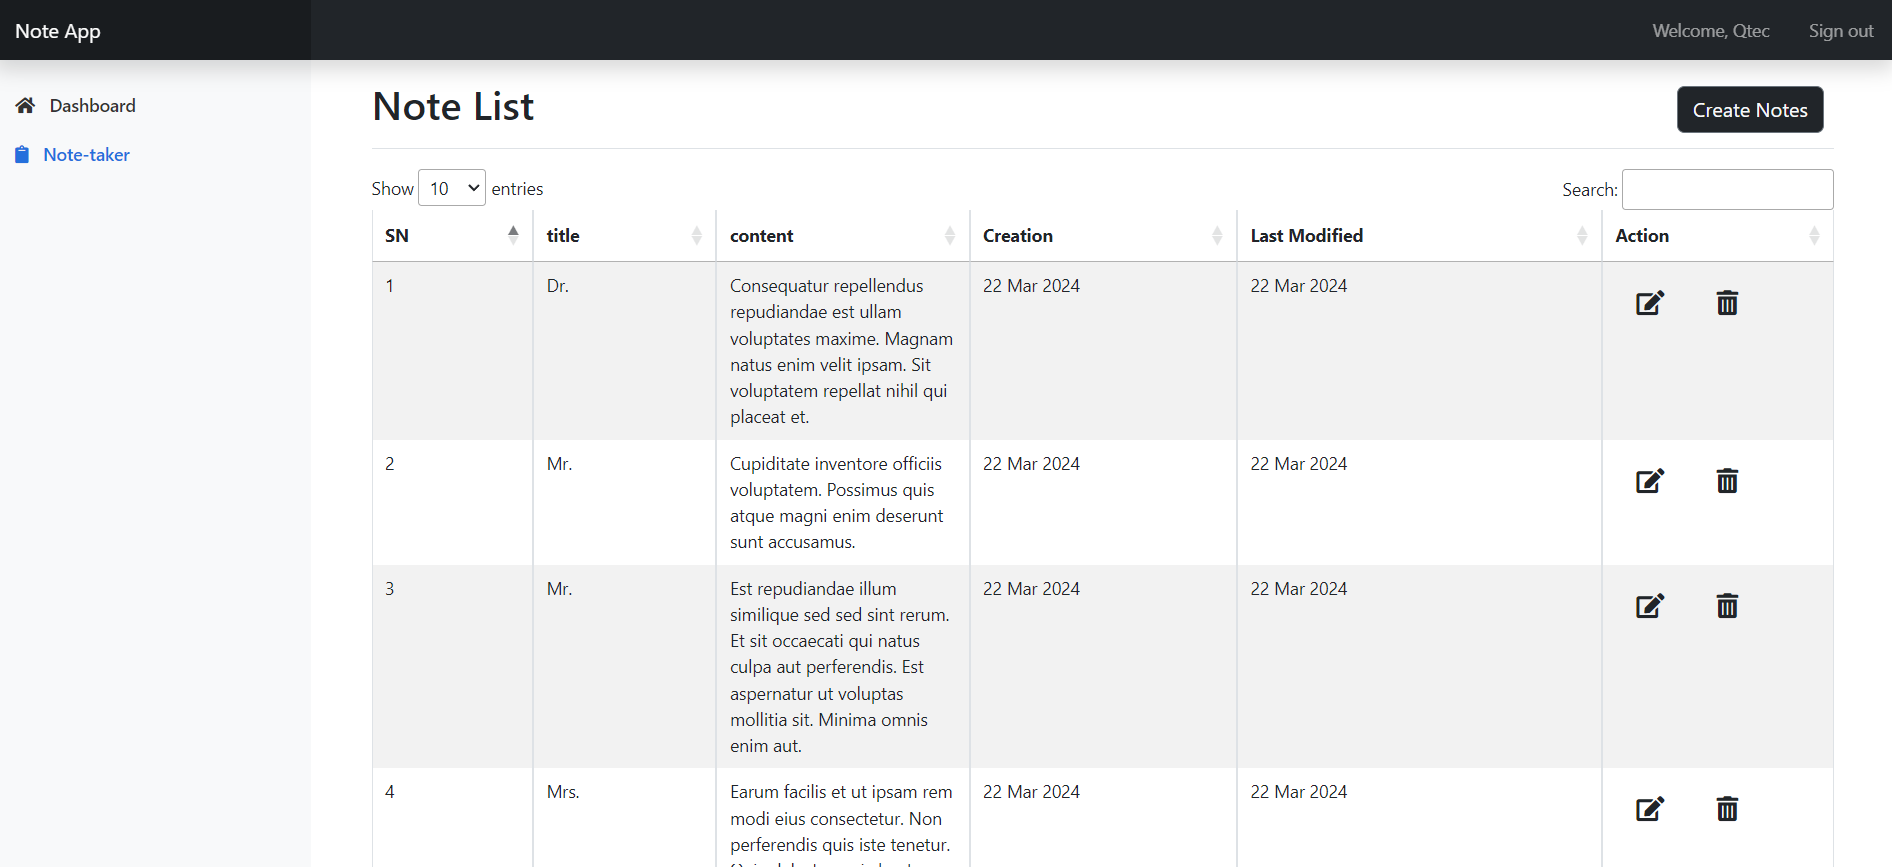 Note App
Welcome, Qtec
Sign out
Dashboard
Note-taker
Note List
Create Notes
Show 10 entries
Search:
SN title content Creation Last Modified Action
1 Dr. Consequatur repellendus 22 Mar 2024 22 Mar 2024
repudiandae est ullam
voluptates maxime. Magnam
natus enim velit ipsam. Sit
voluptatem repellat nihil qui
placeat et.
2 Mr. Cupiditate inventore officiis 22 Mar 2024 22 Mar 2024
voluptatem. Possimus quis
atque magni enim deserunt
sunt accusamus.
3 Mr. Est repudiandae illum 22 Mar 2024 22 Mar 2024
similique sed sed sint rerum.
Et sit occaecati qui natus
culpa aut perferendis. Est
aspernatur ut voluptas
mollitia sit. Minima omnis
enim aut.
4 Mrs. Earum facilis et ut ipsam rem 22 Mar 2024 22 Mar 2024
modi eius consectetur. Non
perferendis quis iste tenetur.